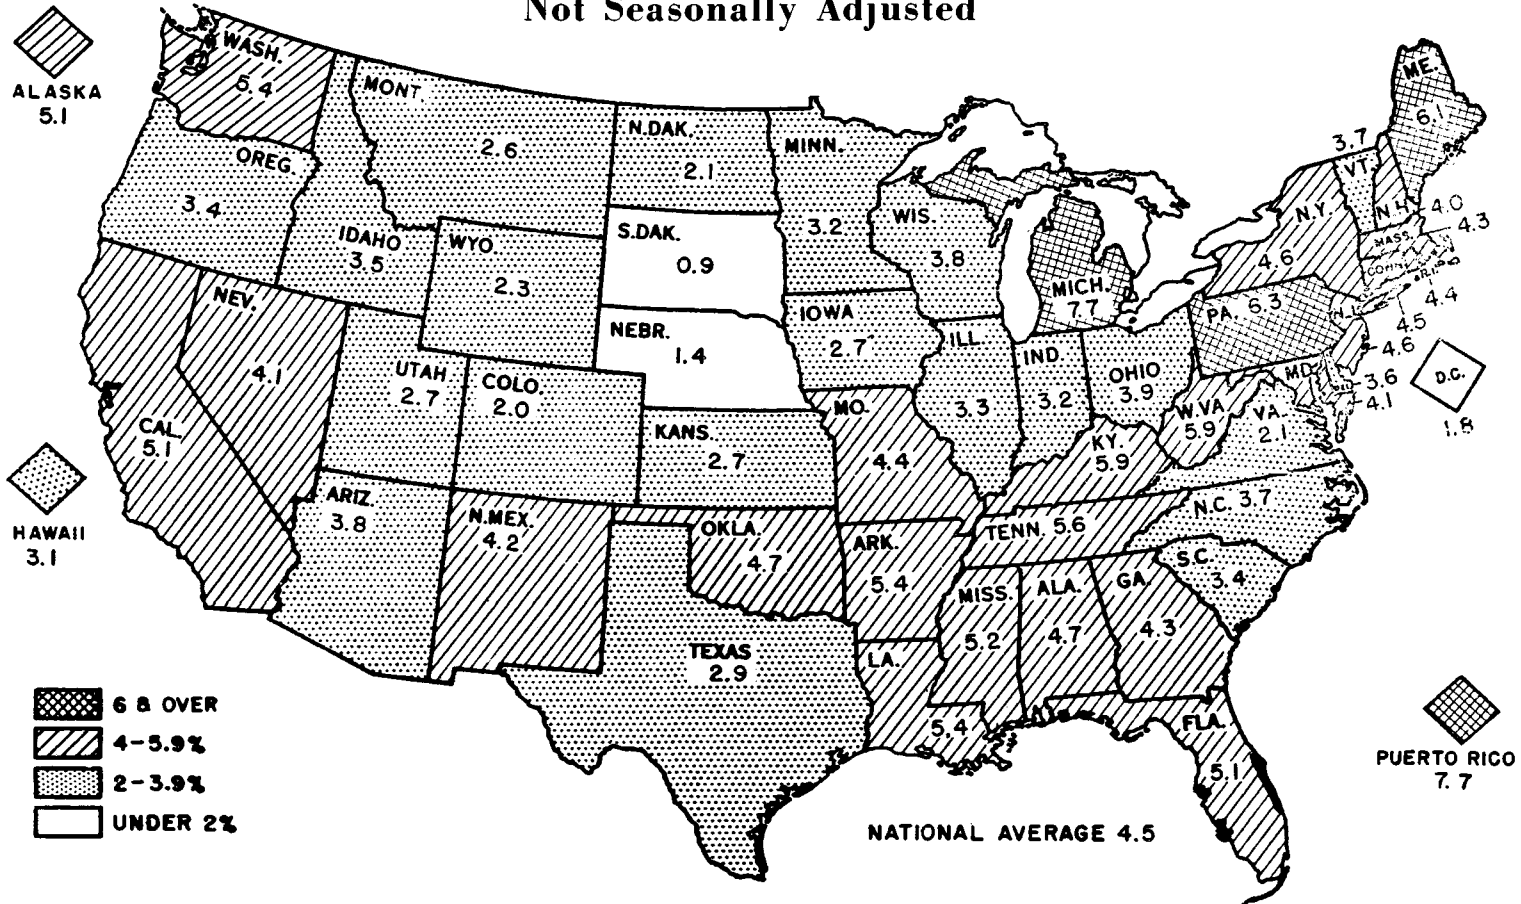 Not Seasonally Adjusted
ALASKA
5.1
WASH.
5.4
MONT.
2.6
N.DAK.
2.1
MINN.
3.2
ME.
6.1
3.7
VT.
N.H.
4.0
OREG.
3.4
IDAHO
3.5
WYO.
2.3
S.DAK.
0.9
WIS.
3.8
MICH.
7.7
N.Y.
4.6
MASS.
4.3
CONN.
R.I.
4.4
4.5
NEV.
4.1
NEBR.
1.4
IOWA
2.7
ILL.
3.3
IND.
3.2
OHIO
3.9
PA. 6.3
N.J.
4.6
MD.
3.6
4.1
D.C.
1.8
CAL.
5.1
UTAH
2.7
COLO.
2.0
KANS.
2.7
MO.
4.4
KY.
5.9
W.VA.
5.9
VA.
2.1
HAWAII
3.1
ARIZ.
3.8
N.MEX.
4.2
OKLA.
4.7
ARK.
5.4
TENN. 5.6
N.C. 3.7
S.C.
3.4
MISS.
5.2
ALA.
4.7
GA.
4.3
TEXAS
2.9
LA.
5.4
FLA.
5.1
6 & OVER
4-5.9%
2-3.9%
UNDER 2%
NATIONAL AVERAGE 4.5
PUERTO RICO
7.7